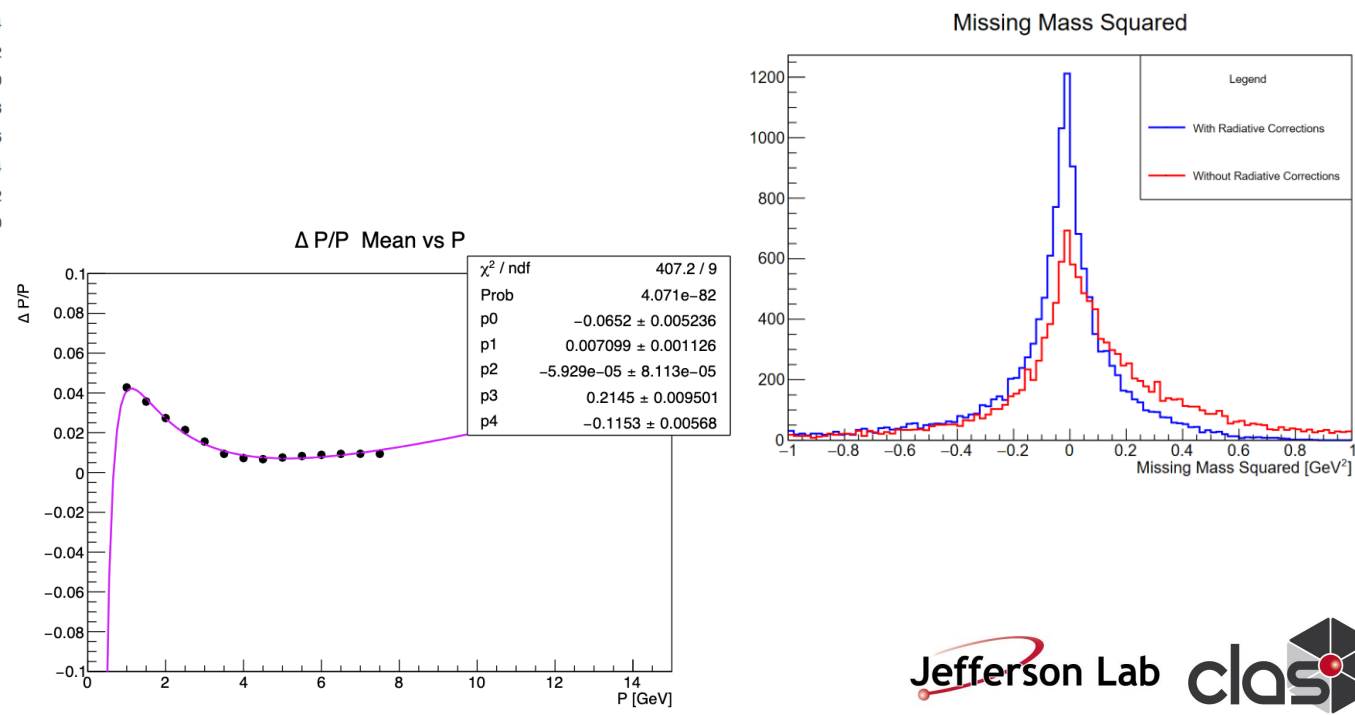 Missing Mass Squared
1200
1000
800
600
400
200
0
−1 −0.8 −0.6 −0.4 −0.2 0 0.2 0.4 0.6 0.8 1
Missing Mass Squared [GeV²]
Legend
With Radiative Corrections
Without Radiative Corrections
Δ P/P Mean vs P
Δ P/P
0.1
0.08
0.06
0.04
0.02
0
−0.02
−0.04
−0.06
−0.08
−0.1
0 2 4 6 8 10 12 14
P [GeV]
χ² / ndf 407.2 / 9
Prob 4.071e−82
p0 −0.0652 ± 0.005236
p1 0.007099 ± 0.001126
p2 −5.929e−05 ± 8.113e−05
p3 0.2145 ± 0.009501
p4 −0.1153 ± 0.00568
Jefferson Lab
clas